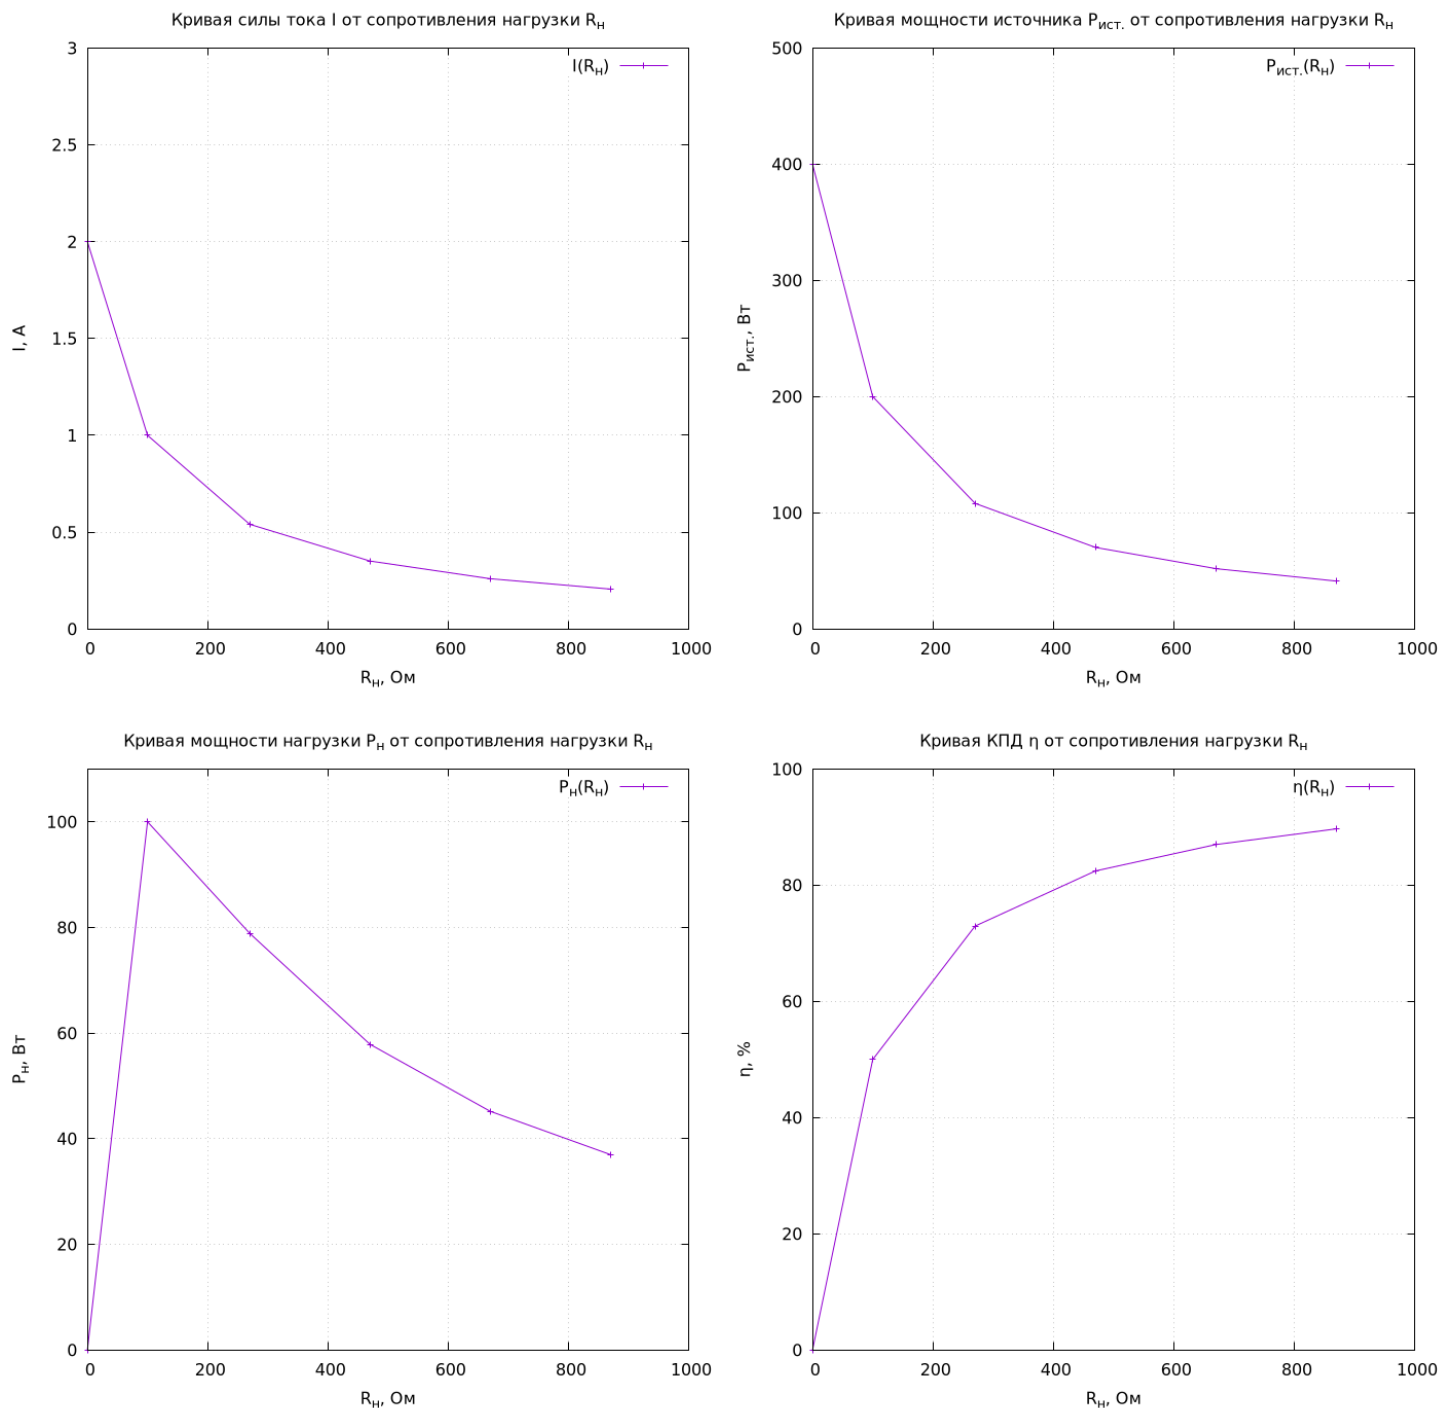 Кривая силы тока I от сопротивления нагрузки Rн
I(Rн)
3
2.5
2
1.5
1
0.5
0
I, А
0 200 400 600 800 1000
Rн, Ом
Кривая мощности источника Pист. от сопротивления нагрузки Rн
Pист.(Rн)
500
400
300
200
100
0
Pист., Вт
0 200 400 600 800 1000
Rн, Ом
Кривая мощности нагрузки Pн от сопротивления нагрузки Rн
Pн(Rн)
100
80
60
40
20
0
Pн, Вт
0 200 400 600 800 1000
Rн, Ом
Кривая КПД η от сопротивления нагрузки Rн
η(Rн)
100
80
60
40
20
0
η, %
0 200 400 600 800 1000
Rн, Ом